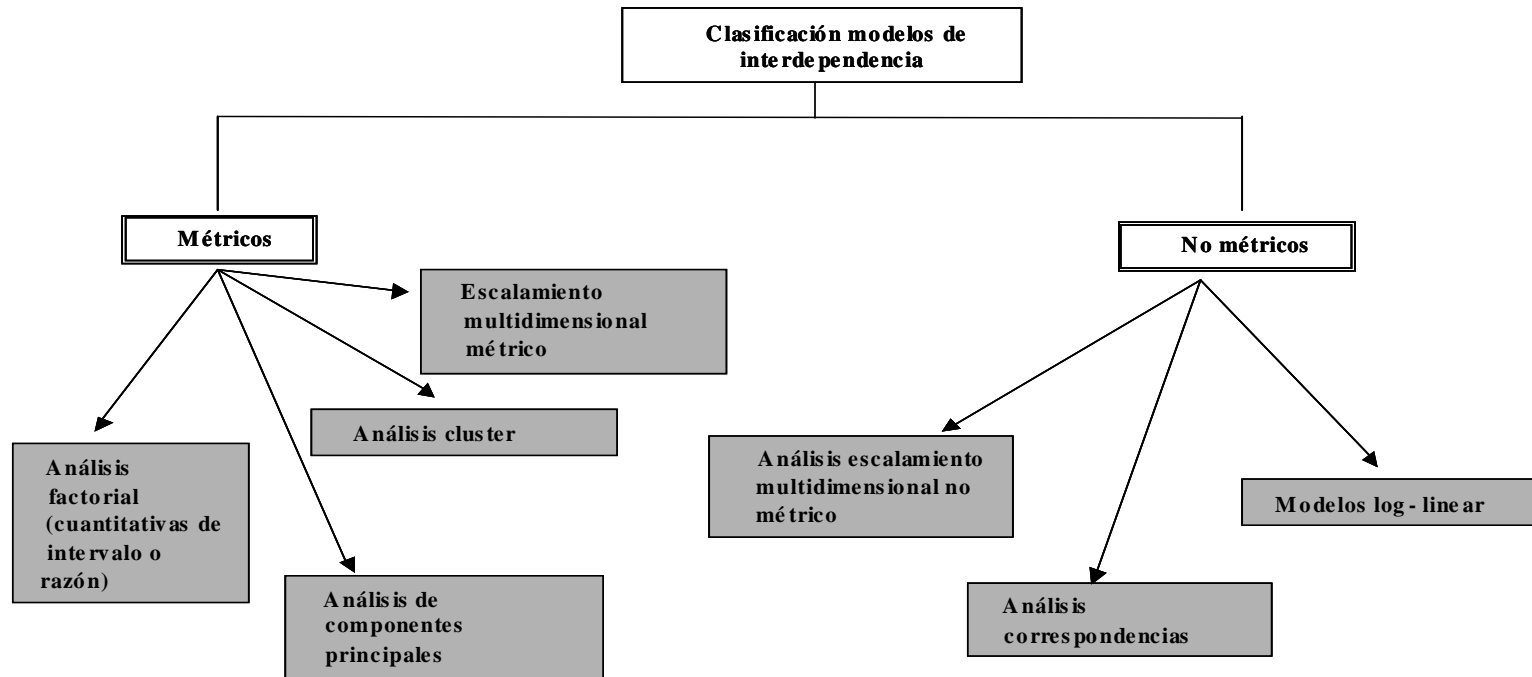 Clasificación modelos de
interdependencia
Métricos
No métricos
Escalamiento
multidimensional
métrico
Análisis cluster
Análisis
factorial
(cuantitativas de
intervalo o
razón)
Análisis de
componentes
principales
Análisis escalamiento
multidimensional no
métrico
Modelos log - linear
Análisis
correspondencias